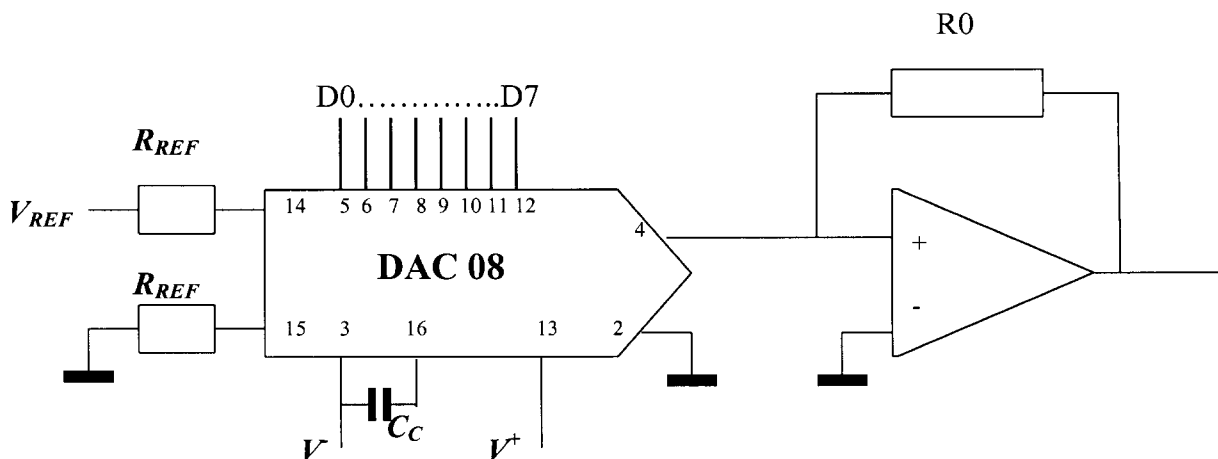 R0
D0..............D7
R_REF
V_REF
14 5 6 7 8 9 10 11 12
4
+
DAC 08
R_REF
-
15 3 16 13 2
C_C
V^- V^+